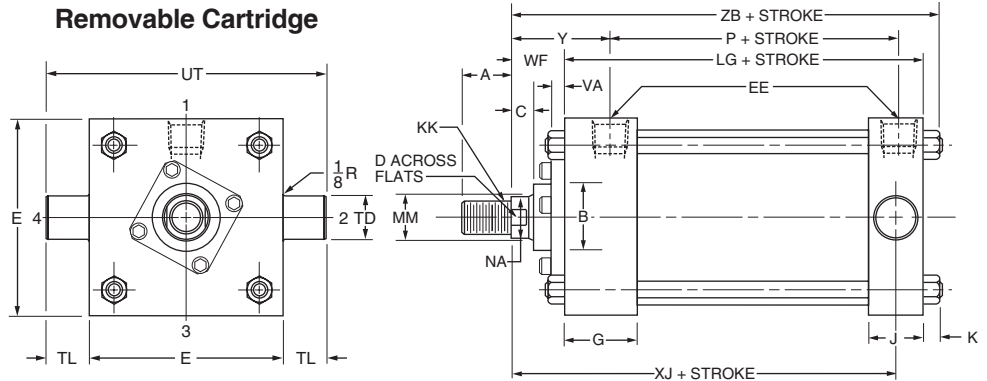 Removable Cartridge
UT
1
1/8 R
E
4
2
TD
3
TL
E
TL
ZB + STROKE
Y
P + STROKE
WF
LG + STROKE
A
VA
EE
C
KK
D ACROSS
FLATS
MM
B
NA
G
J
K
XJ + STROKE